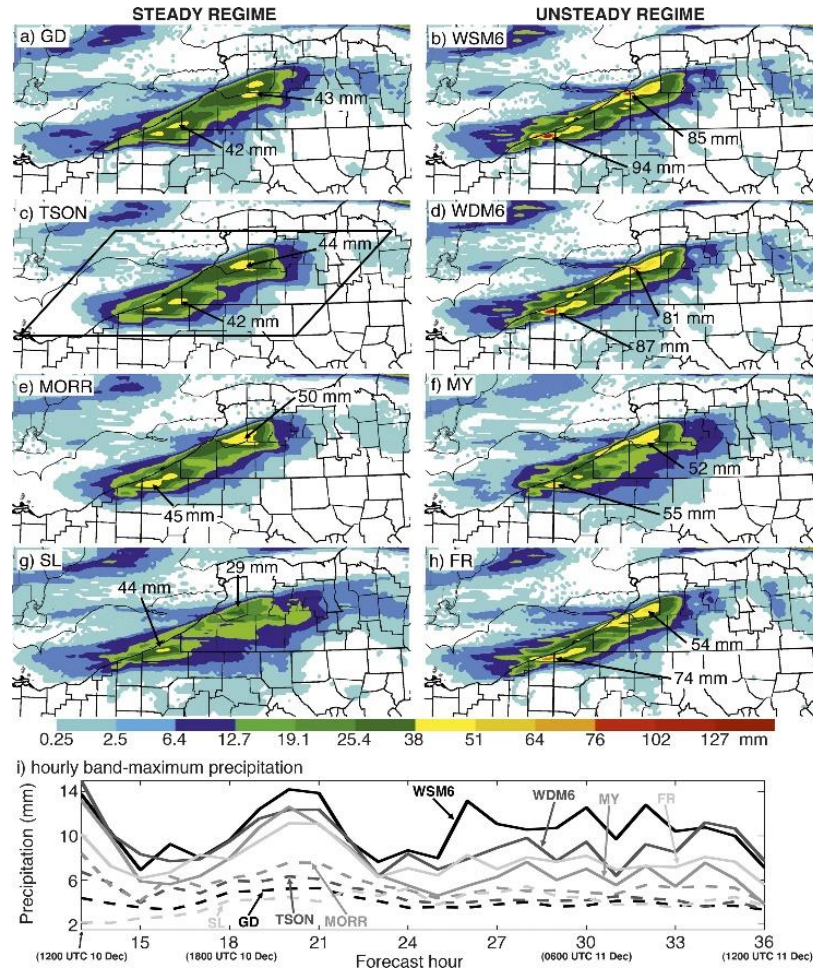 STEADY REGIME
UNSTEADY REGIME
a) GD
43 mm
42 mm
b) WSM6
85 mm
94 mm
c) TSON
44 mm
42 mm
d) WDM6
81 mm
87 mm
e) MORR
50 mm
45 mm
f) MY
52 mm
55 mm
g) SL
29 mm
44 mm
h) FR
54 mm
74 mm
0.25 2.5 6.4 12.7 19.1 25.4 38 51 64 76 102 127 mm
i) hourly band-maximum precipitation
Precipitation (mm)
14
10
6
2
WSM6
WDM6
MY
FR
SL
GD
TSON
MORR
15 18 21 24 27 30 33 36
(1200 UTC 10 Dec) (1800 UTC 10 Dec) Forecast hour (0600 UTC 11 Dec) (1200 UTC 11 Dec)